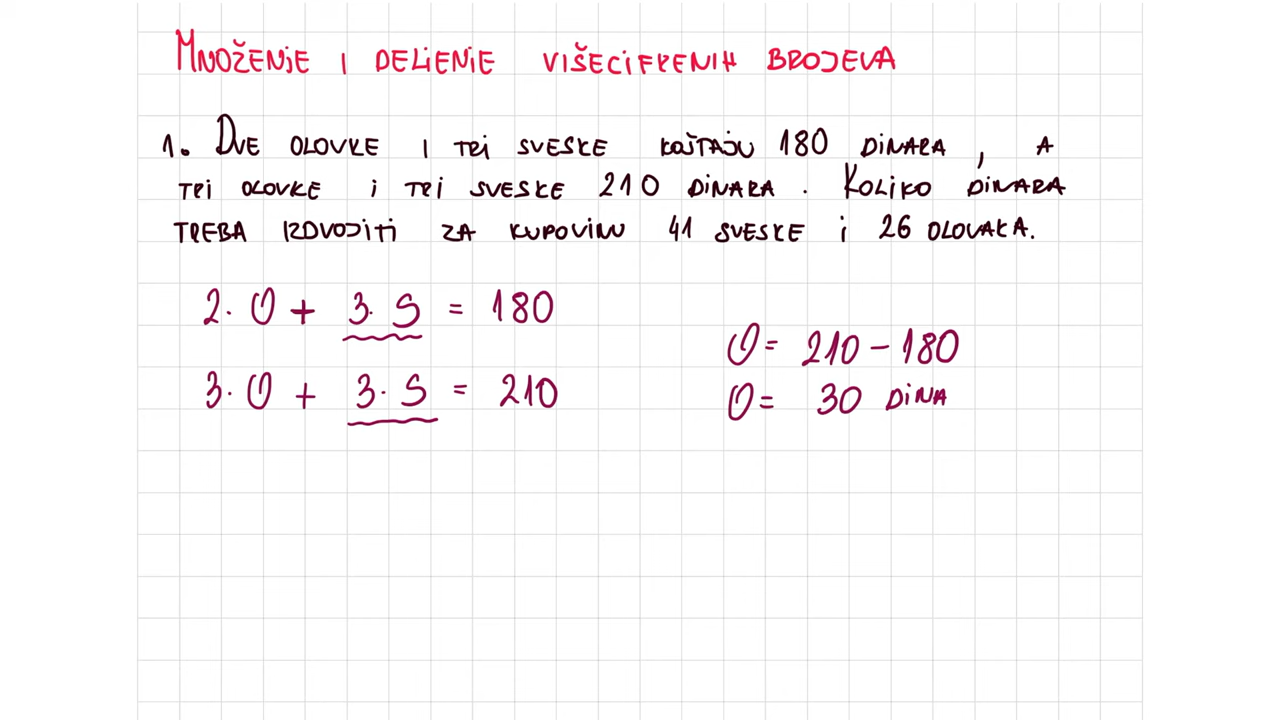 MNOŽENJE I DELJENJE VIŠECIFRENIH BROJEVA
1. DVE OLOVKE I TRI SVESKE KOŠTAJU 180 DINARA, A
TRI OLOVKE I TRI SVESKE 210 DINARA. KOLIKO DINARA
TREBA IZDVOJITI ZA KUPOVINU 41 SVESKE I 26 OLOVAKA.
2· O + 3· S = 180
3· O + 3· S = 210
O = 210 - 180
O = 30 DINA